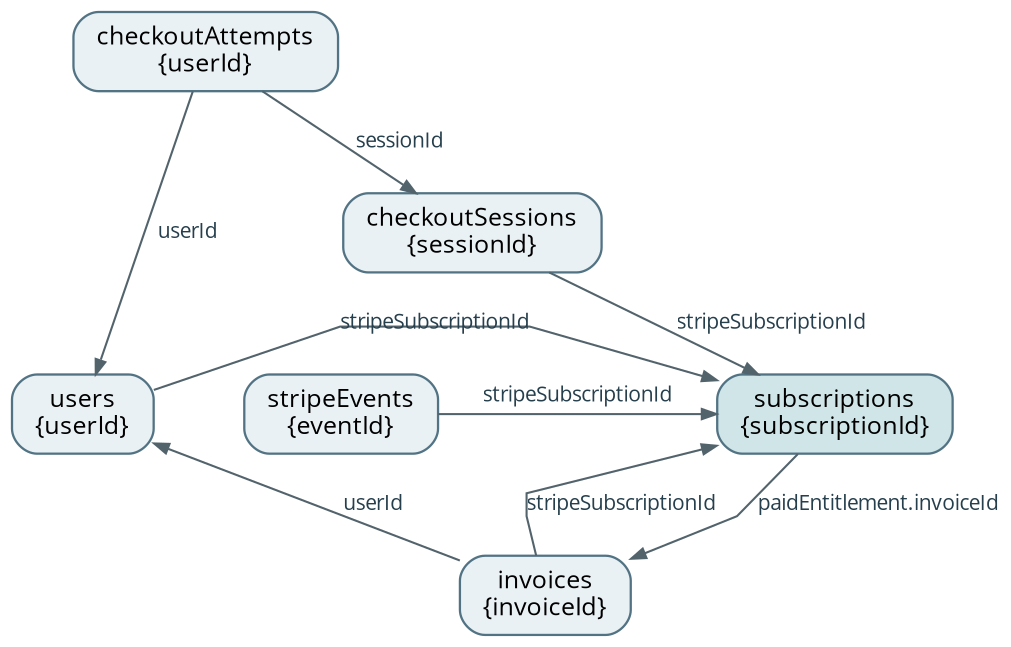 checkoutAttempts
{userId}
sessionId
checkoutSessions
{sessionId}
userId
stripeSubscriptionId
stripeSubscriptionId
users
{userId}
stripeEvents
{eventId}
stripeSubscriptionId
subscriptions
{subscriptionId}
userId
stripeSubscriptionId
paidEntitlement.invoiceId
invoices
{invoiceId}